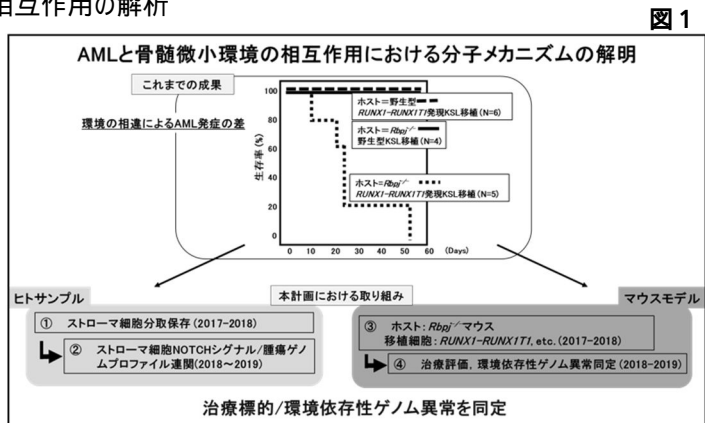 相互作用の解析
図1
AMLと骨髄微小環境の相互作用における分子メカニズムの解明
これまでの成果
環境の相違によるAML発症の差
生存率(%)
100
80
60
40
20
0
0 10 20 30 40 50 60 (Days)
ホスト=野生型
RUNX1-RUNX1T1発現KSL移植(N=6)
ホスト=Rbpj-/-
野生型KSL移植(N=4)
ホスト=Rbpj-/-
RUNX1-RUNX1T1発現KSL移植(N=5)
ヒトサンプル
本計画における取り組み
マウスモデル
① ストローマ細胞分取保存(2017-2018)
② ストローマ細胞NOTCHシグナル/腫瘍ゲノ
ムプロファイル連関(2018~2019)
③ ホスト:Rbpj-/-マウス
移植細胞:RUNX1-RUNX1T1, etc.(2017-2018)
④ 治療評価,環境依存性ゲノム異常同定(2018-2019)
治療標的/環境依存性ゲノム異常を同定